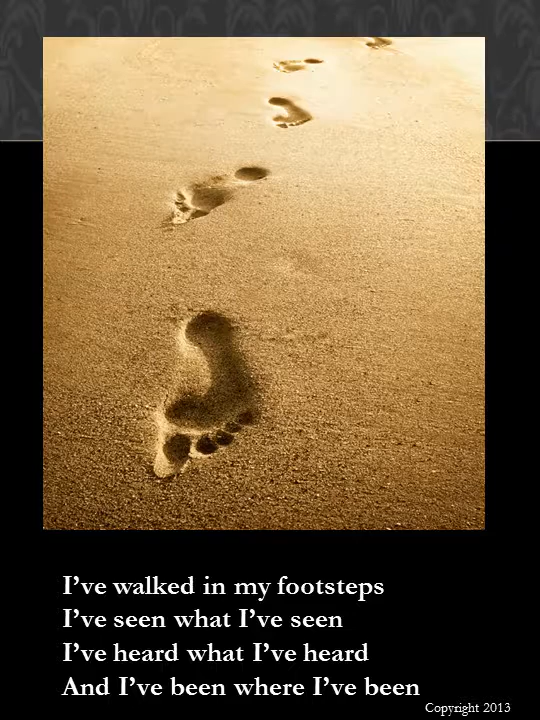 I’ve walked in my footsteps
I’ve seen what I’ve seen
I’ve heard what I’ve heard
And I’ve been where I’ve been
Copyright 2013